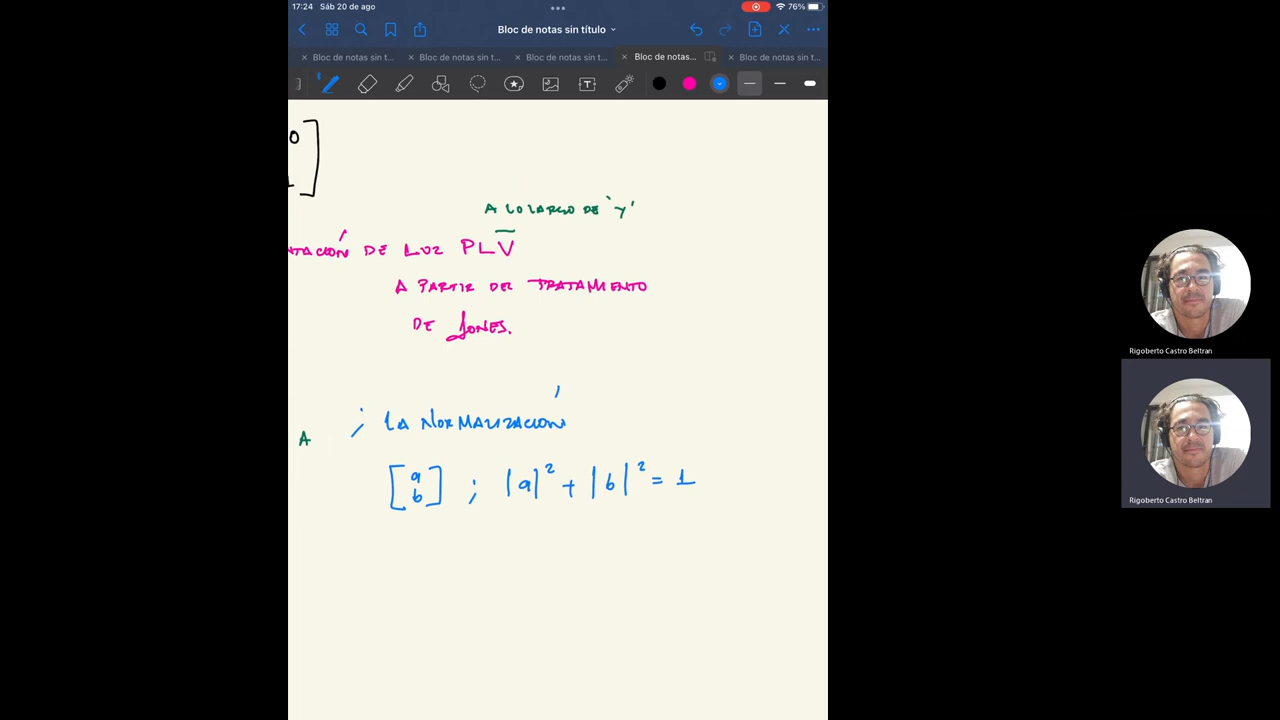 17:24 Sáb 20 de ago 76%
Bloc de notas sin título
Bloc de notas sin t... Bloc de notas sin t... Bloc de notas sin t... Bloc de notas... Bloc de notas sin t...
0
A LO LARGO DE 'Y'
NTACIÓN DE LUZ PLV
A PARTIR DEL TRATAMIENTO
DE JONES.
A ; LA NORMALIZACIÓN
[a b] ; |a|² + |b|² = 1
Rigoberto Castro Beltran
Rigoberto Castro Beltran